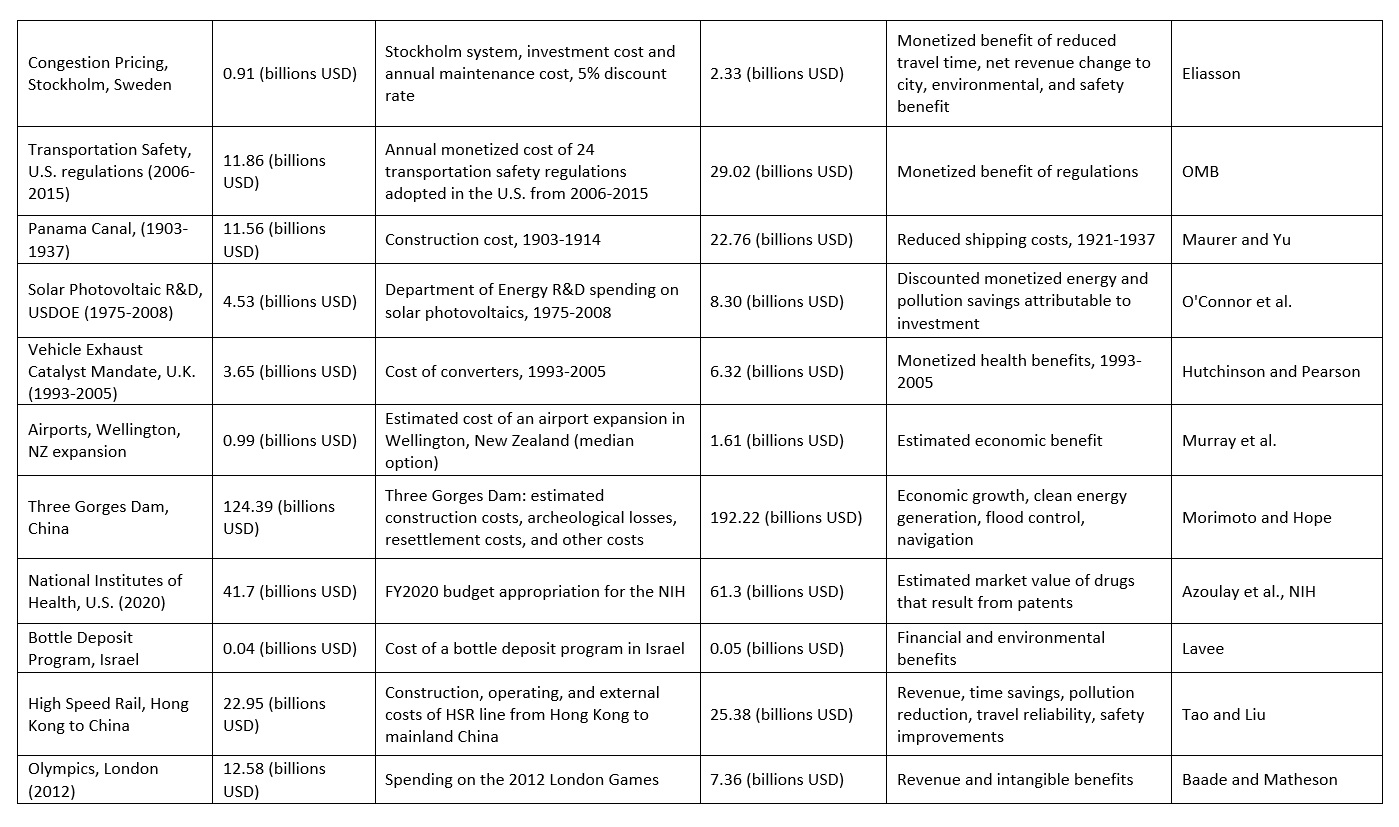 Congestion Pricing,
Stockholm, Sweden
0.91 (billions USD)
Stockholm system, investment cost and
annual maintenance cost, 5% discount
rate
2.33 (billions USD)
Monetized benefit of reduced
travel time, net revenue change to
city, environmental, and safety
benefit
Eliasson
Transportation Safety,
U.S. regulations (2006-
2015)
11.86 (billions
USD)
Annual monetized cost of 24
transportation safety regulations
adopted in the U.S. from 2006-2015
29.02 (billions USD)
Monetized benefit of regulations
OMB
Panama Canal, (1903-
1937)
11.56 (billions
USD)
Construction cost, 1903-1914
22.76 (billions USD)
Reduced shipping costs, 1921-1937
Maurer and Yu
Solar Photovoltaic R&D,
USDOE (1975-2008)
4.53 (billions USD)
Department of Energy R&D spending on
solar photovoltaics, 1975-2008
8.30 (billions USD)
Discounted monetized energy and
pollution savings attributable to
investment
O'Connor et al.
Vehicle Exhaust
Catalyst Mandate, U.K.
(1993-2005)
3.65 (billions USD)
Cost of converters, 1993-2005
6.32 (billions USD)
Monetized health benefits, 1993-
2005
Hutchinson and Pearson
Airports, Wellington,
NZ expansion
0.99 (billions USD)
Estimated cost of an airport expansion in
Wellington, New Zealand (median
option)
1.61 (billions USD)
Estimated economic benefit
Murray et al.
Three Gorges Dam,
China
124.39 (billions
USD)
Three Gorges Dam: estimated
construction costs, archeological losses,
resettlement costs, and other costs
192.22 (billions USD)
Economic growth, clean energy
generation, flood control,
navigation
Morimoto and Hope
National Institutes of
Health, U.S. (2020)
41.7 (billions USD)
FY2020 budget appropriation for the NIH
61.3 (billions USD)
Estimated market value of drugs
that result from patents
Azoulay et al., NIH
Bottle Deposit
Program, Israel
0.04 (billions USD)
Cost of a bottle deposit program in Israel
0.05 (billions USD)
Financial and environmental
benefits
Lavee
High Speed Rail, Hong
Kong to China
22.95 (billions
USD)
Construction, operating, and external
costs of HSR line from Hong Kong to
mainland China
25.38 (billions USD)
Revenue, time savings, pollution
reduction, travel reliability, safety
improvements
Tao and Liu
Olympics, London
(2012)
12.58 (billions
USD)
Spending on the 2012 London Games
7.36 (billions USD)
Revenue and intangible benefits
Baade and Matheson